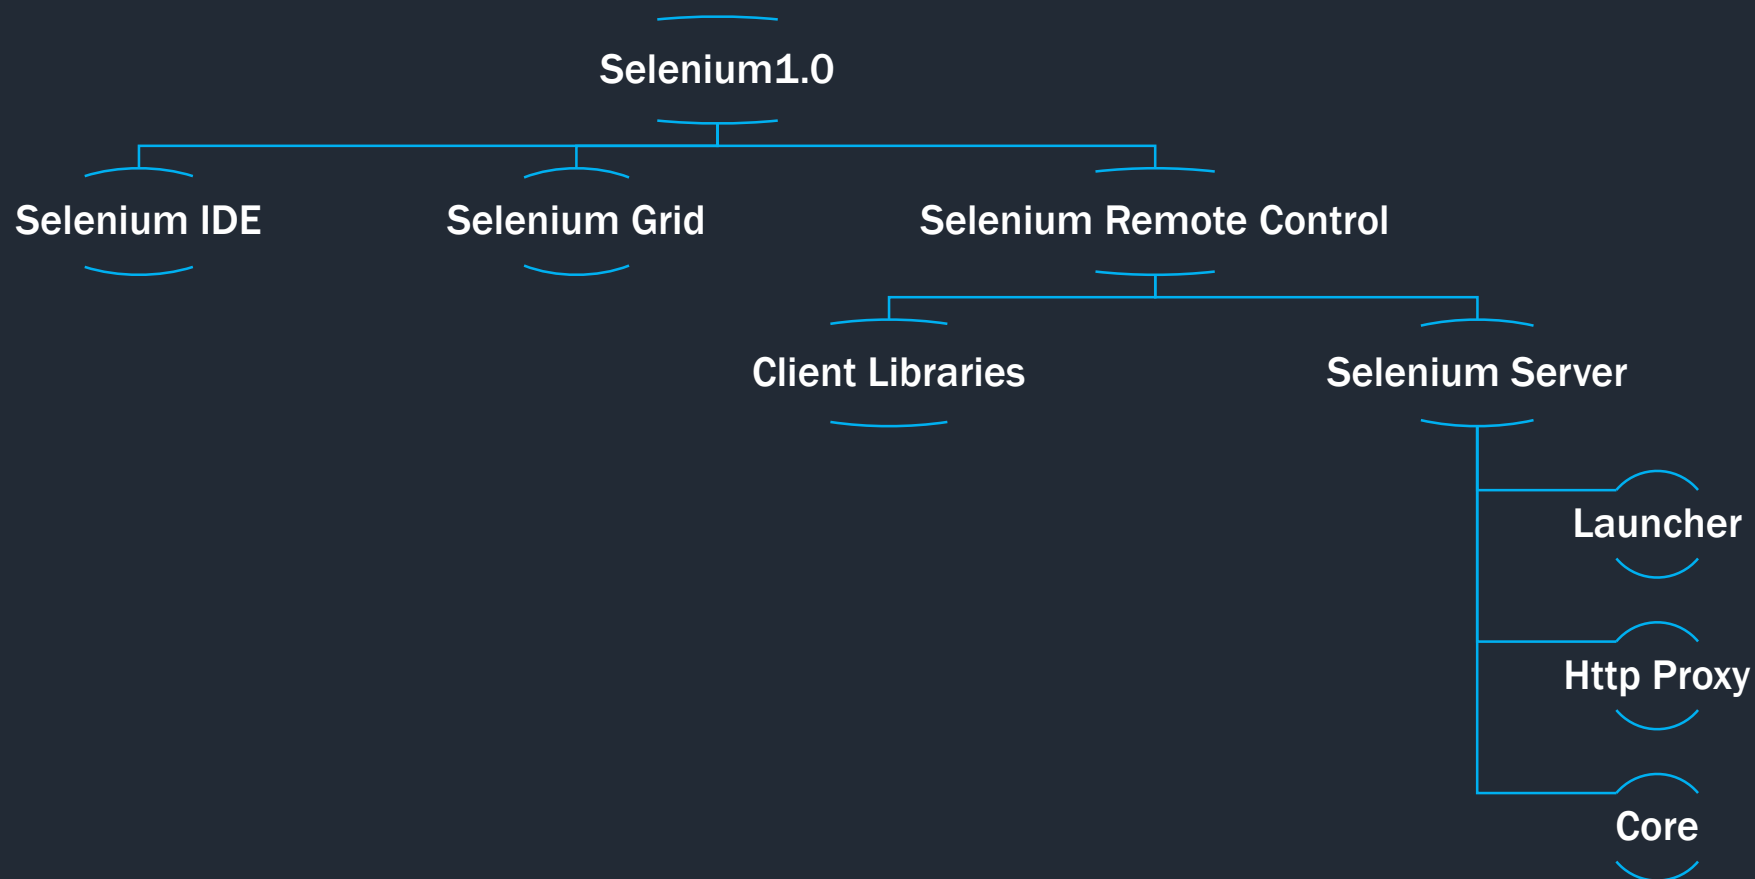 Selenium1.0
Selenium IDE
Selenium Grid
Selenium Remote Control
Client Libraries
Selenium Server
Launcher
Http Proxy
Core